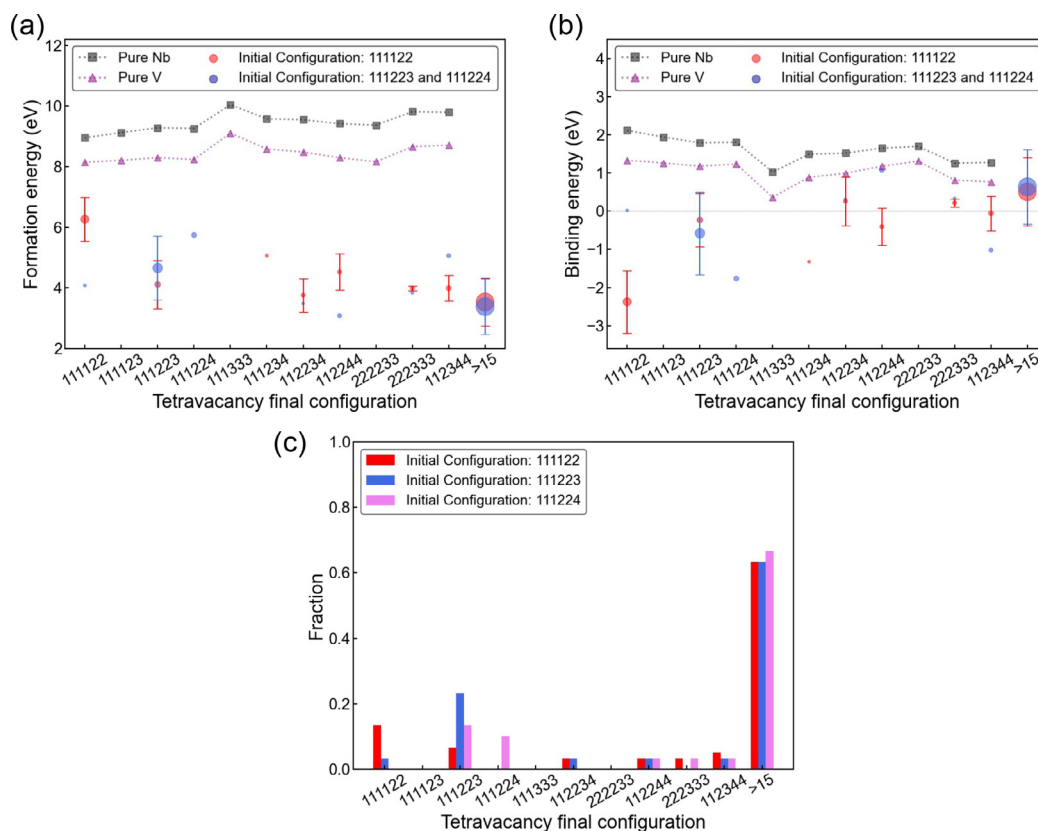 (a)
12
10
8
6
4
2
Formation energy (eV)
Pure Nb
Pure V
Initial Configuration: 111122
Initial Configuration: 111223 and 111224
111122
111123
111223
111224
111333
111234
112234
112244
222233
222333
112344
>15
Tetravacancy final configuration
(b)
4
3
2
1
0
−1
−2
−3
Binding energy (eV)
Pure Nb
Pure V
Initial Configuration: 111122
Initial Configuration: 111223 and 111224
111122
111123
111223
111224
111333
111234
112234
112244
222233
222333
112344
>15
Tetravacancy final configuration
(c)
1.0
0.8
0.6
0.4
0.2
0.0
Fraction
Initial Configuration: 111122
Initial Configuration: 111223
Initial Configuration: 111224
111122
111123
111223
111224
111333
112234
222233
112244
222333
112344
>15
Tetravacancy final configuration